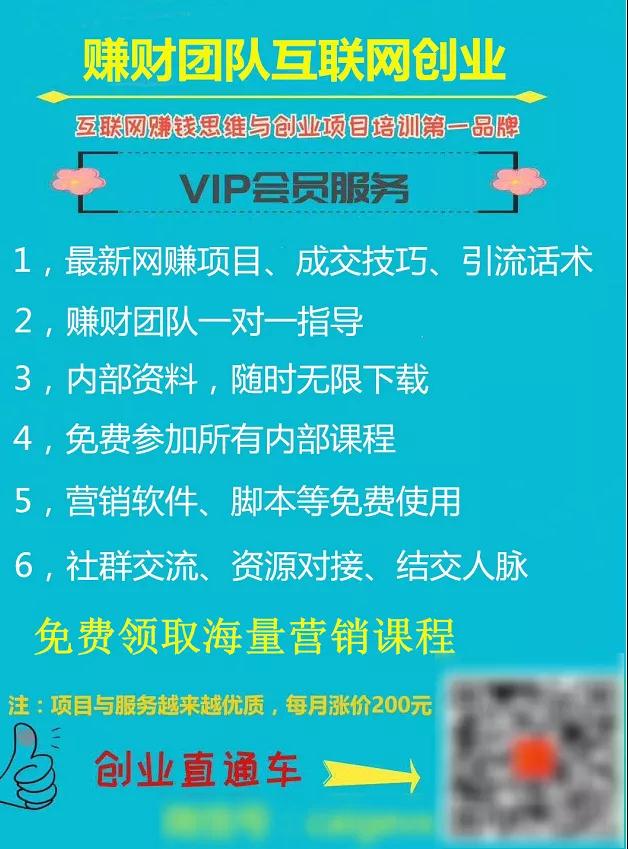 赚财团队互联网创业
互联网赚钱思维与创业项目培训第一品牌
VIP会员服务
1，最新网赚项目、成交技巧、引流话术
2，赚财团队一对一指导
3，内部资料，随时无限下载
4，免费参加所有内部课程
5，营销软件、脚本等免费使用
6，社群交流、资源对接、结交人脉
免费领取海量营销课程
注：项目与服务越来越优质，每月涨价200元
创业直通车